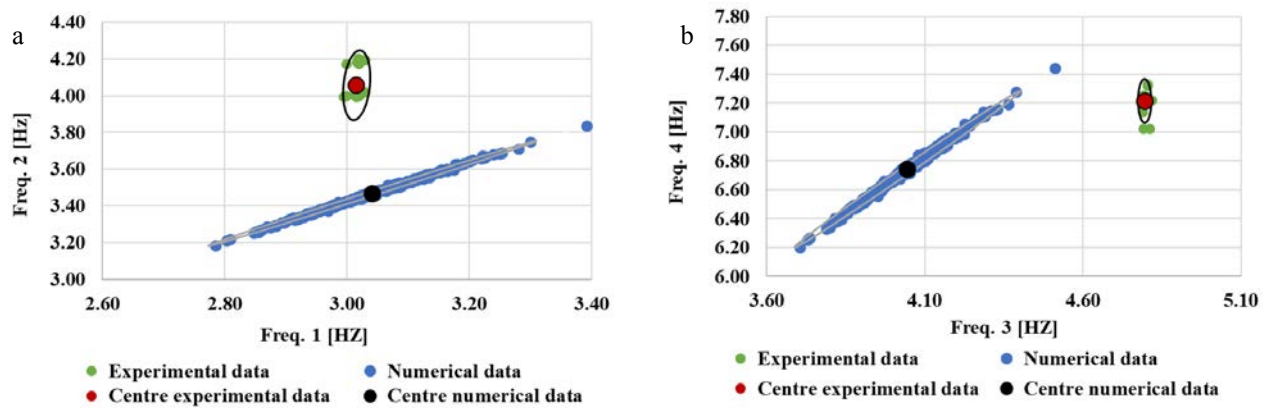 a
Freq. 2 [Hz]
4.40
4.20
4.00
3.80
3.60
3.40
3.20
3.00
2.60 2.80 3.00 3.20 3.40
Freq. 1 [HZ]
Experimental data Numerical data
Centre experimental data Centre numerical data
b
Freq. 4 [Hz]
7.80
7.60
7.40
7.20
7.00
6.80
6.60
6.40
6.20
6.00
3.60 4.10 4.60 5.10
Freq. 3 [HZ]
Experimental data Numerical data
Centre experimental data Centre numerical data